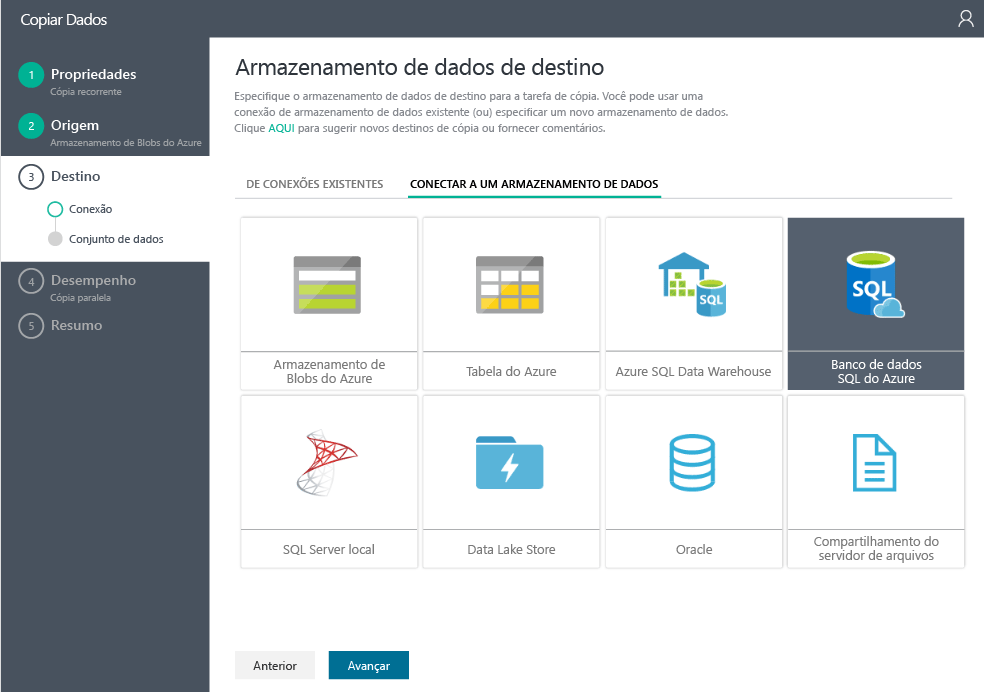 Copiar Dados
1 Propriedades
Cópia recorrente
2 Origem
Armazenamento de Blobs do Azure
3 Destino
Conexão
Conjunto de dados
4 Desempenho
Cópia paralela
5 Resumo
Armazenamento de dados de destino
Especifique o armazenamento de dados de destino para a tarefa de cópia. Você pode usar uma
conexão de armazenamento de dados existente (ou) especificar um novo armazenamento de dados.
Clique AQUI para sugerir novos destinos de cópia ou fornecer comentários.
DE CONEXÕES EXISTENTES
CONECTAR A UM ARMAZENAMENTO DE DADOS
Armazenamento de
Blobs do Azure
Tabela do Azure
SQL
Azure SQL Data Warehouse
SQL
Banco de dados
SQL do Azure
SQL Server local
Data Lake Store
Oracle
Compartilhamento do
servidor de arquivos
Anterior
Avançar